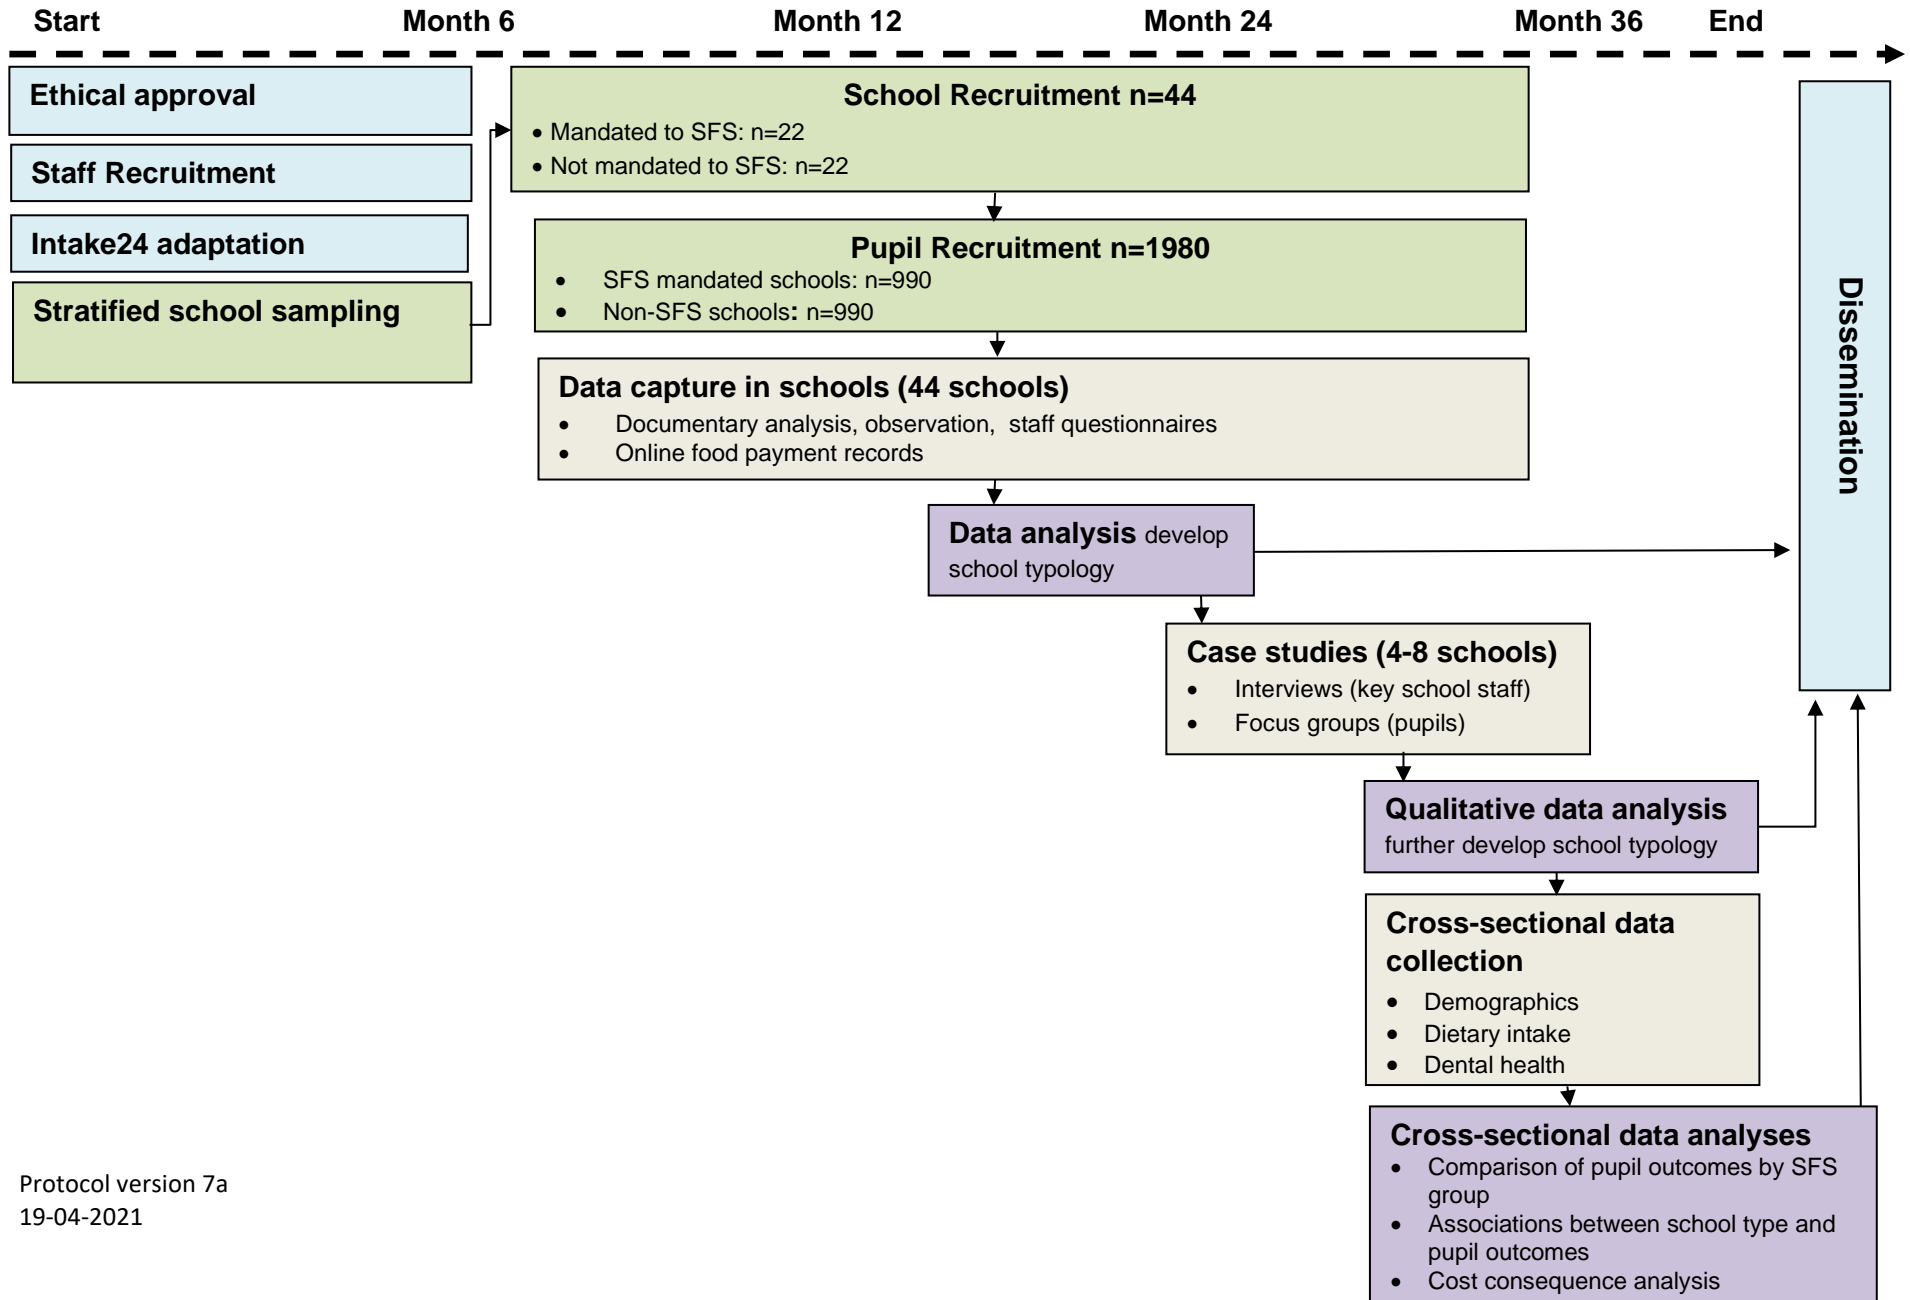 Start Month 6 Month 12 Month 24 Month 36 End
Ethical approval
Staff Recruitment
Intake24 adaptation
Stratified school sampling
School Recruitment n=44
• Mandated to SFS: n=22
• Not mandated to SFS: n=22
Pupil Recruitment n=1980
• SFS mandated schools: n=990
• Non-SFS schools: n=990
Data capture in schools (44 schools)
• Documentary analysis, observation, staff questionnaires
• Online food payment records
Data analysis develop
school typology
Case studies (4-8 schools)
• Interviews (key school staff)
• Focus groups (pupils)
Qualitative data analysis
further develop school typology
Cross-sectional data
collection
• Demographics
• Dietary intake
• Dental health
Cross-sectional data analyses
• Comparison of pupil outcomes by SFS
group
• Associations between school type and
pupil outcomes
• Cost consequence analysis
Dissemination
Protocol version 7a
19-04-2021